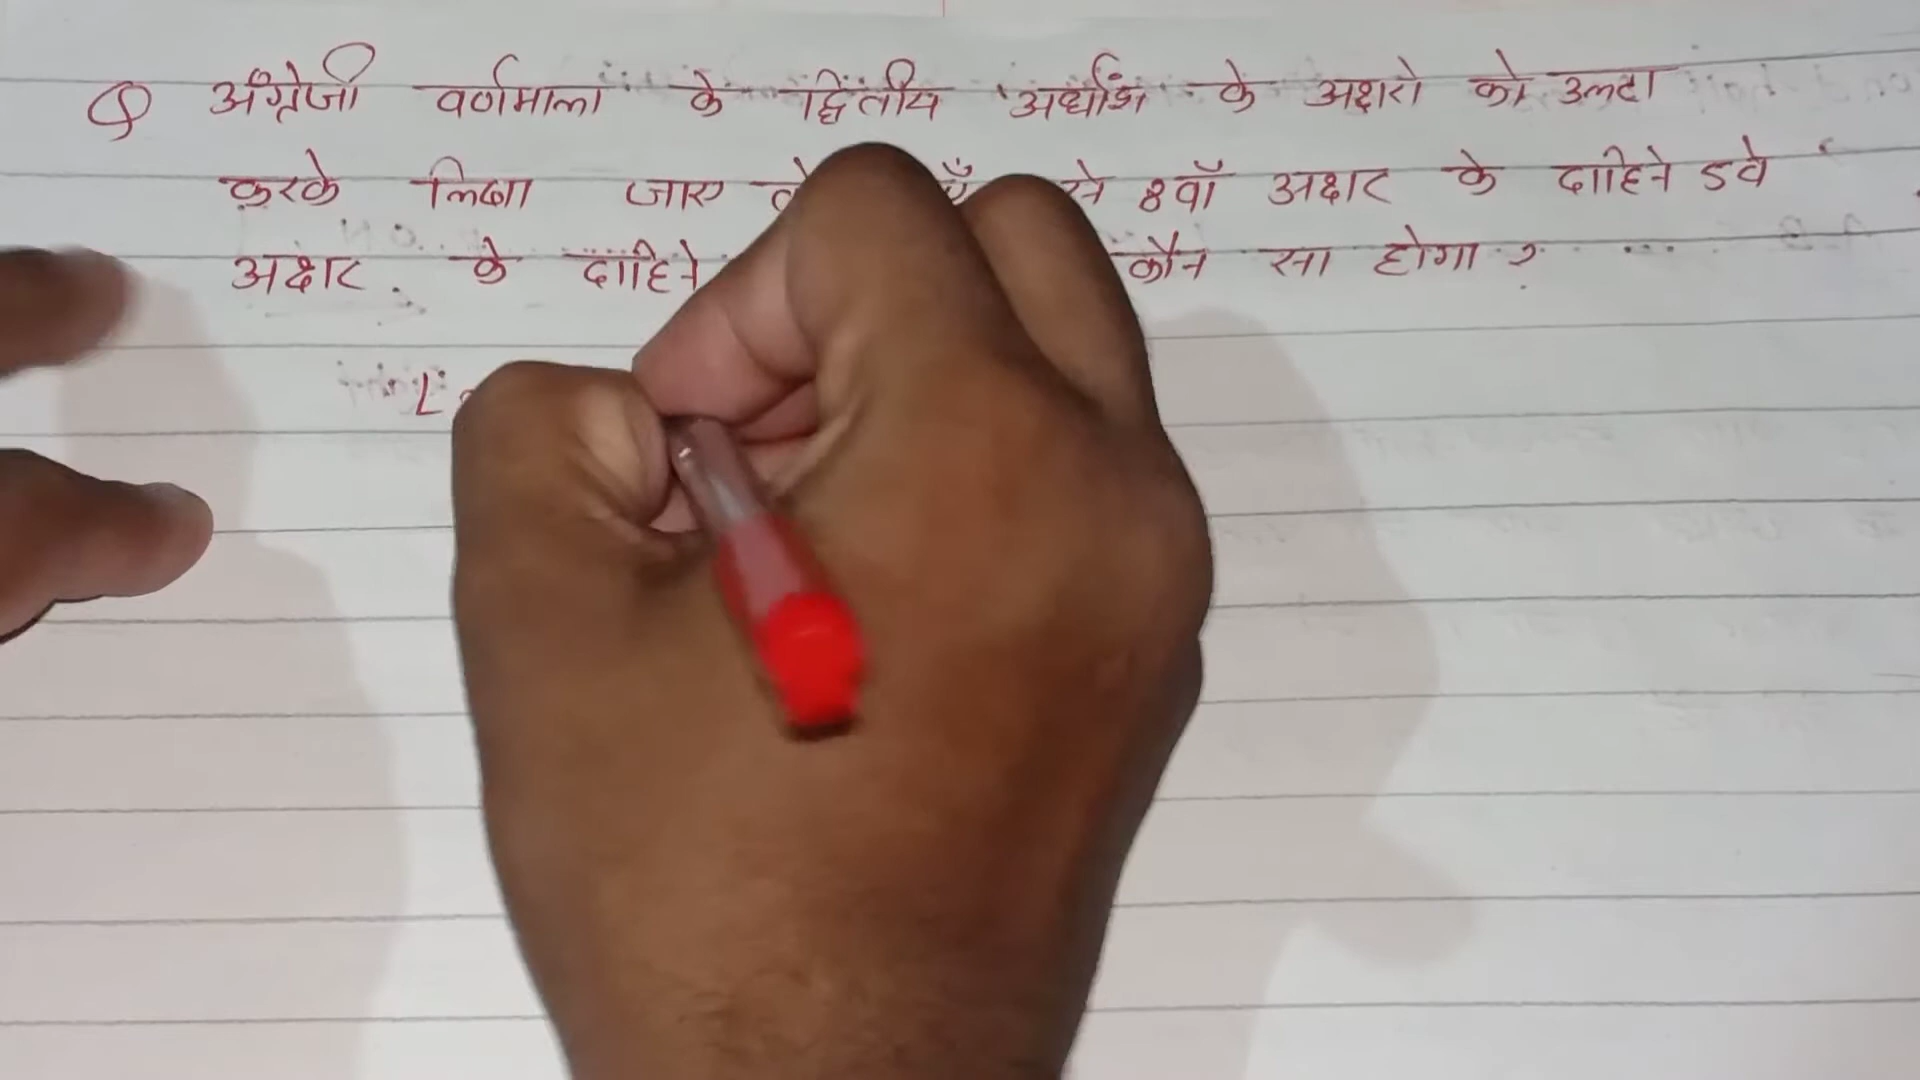 Q अंग्रेजी वर्णमाला के द्वितीय अर्धांश के अक्षरो को उल्टा
करके लिखा जाए से 8वाँ अक्षर के दाहिने 5वे
अक्षर के दाहिने कौन सा होगा ?
L